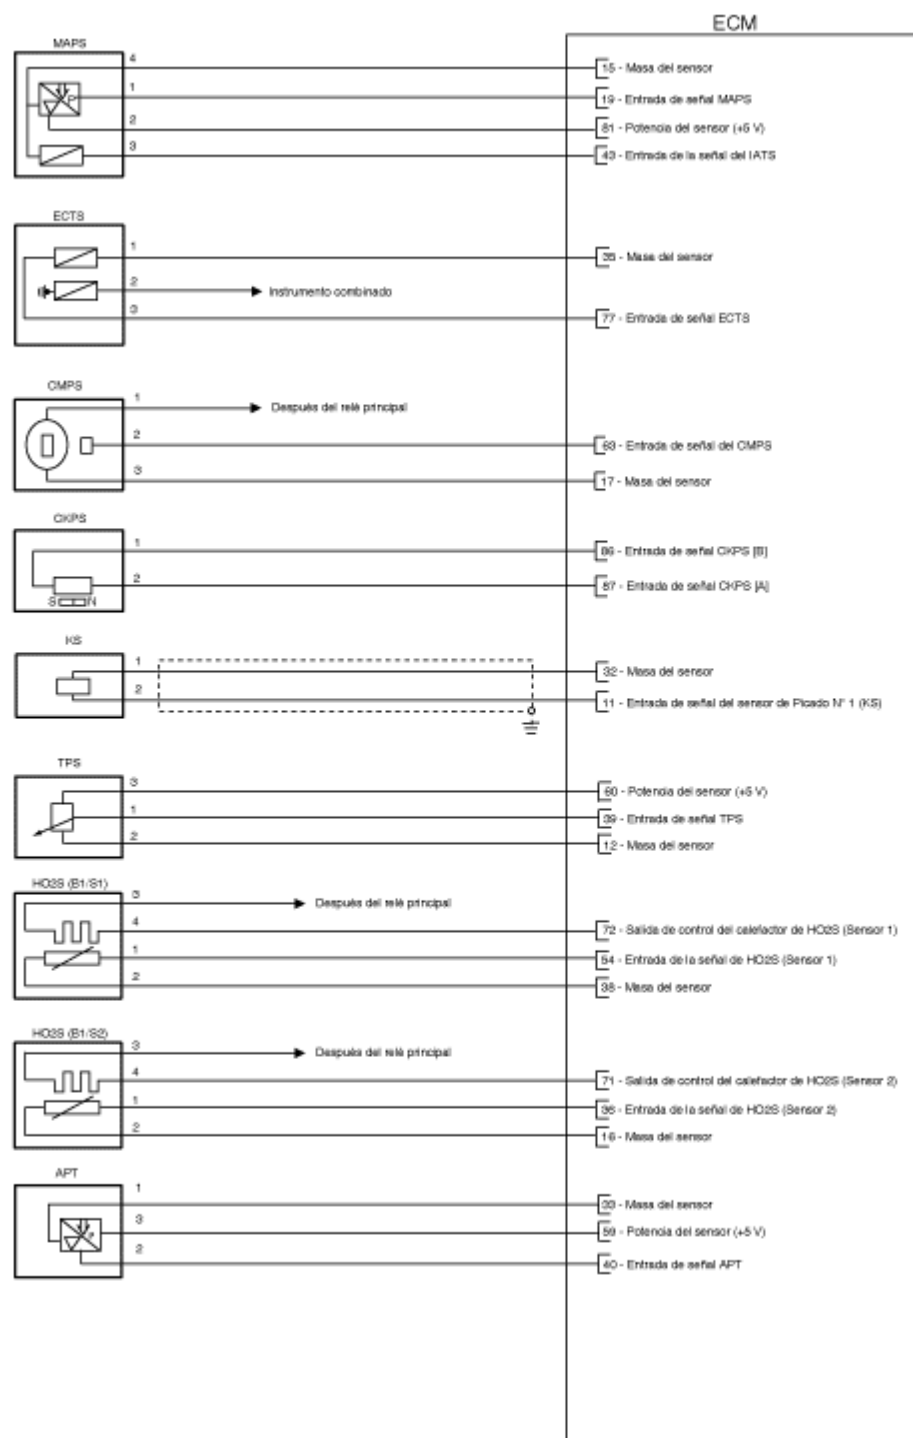 ECM
MAPS
4
15 - Masa del sensor
1
19 - Entrada de señal MAPS
2
81 - Potencia del sensor (+5 V)
3
43 - Entrada de la señal del IATS
ECTS
1
35 - Masa del sensor
2
Instrumento combinado
3
77 - Entrada de señal ECTS
CMPS
1
Después del relé principal
2
63 - Entrada de señal del CMPS
3
17 - Masa del sensor
CKPS
1
86 - Entrada de señal CKPS [B]
2
87 - Entrada de señal CKPS [A]
S N
KS
1
32 - Masa del sensor
2
11 - Entrada de señal del sensor de Picado N° 1 (KS)
TPS
3
60 - Potencia del sensor (+5 V)
1
39 - Entrada de señal TPS
2
12 - Masa del sensor
HO2S (B1/S1)
3
Después del relé principal
4
72 - Salida de control del calefactor de HO2S (Sensor 1)
1
54 - Entrada de la señal de HO2S (Sensor 1)
2
38 - Masa del sensor
HO2S (B1/S2)
3
Después del relé principal
4
71 - Salida de control del calefactor de HO2S (Sensor 2)
1
36 - Entrada de la señal de HO2S (Sensor 2)
2
16 - Masa del sensor
APT
1
33 - Masa del sensor
3
59 - Potencia del sensor (+5 V)
2
40 - Entrada de señal APT